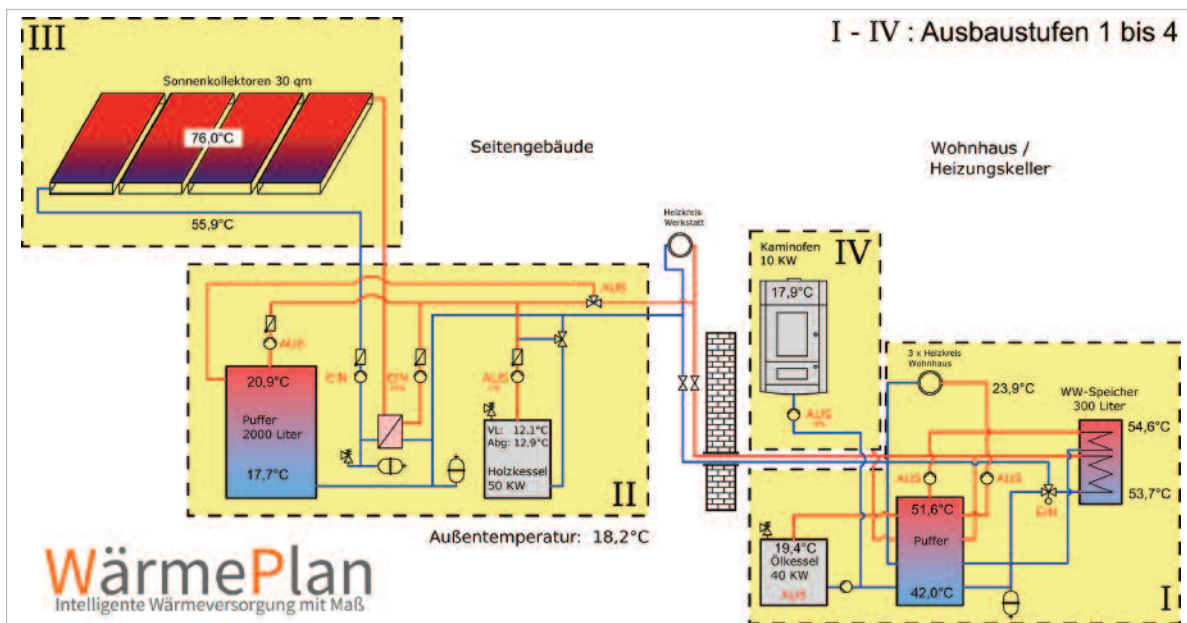 III
I - IV : Ausbaustufen 1 bis 4
Sonnenkollektoren 30 qm
76,0°C
55,9°C
Seitengebäude
Wohnhaus /
Heizungskeller
Heizkreis
Werkstatt
Kaminofen
10 KW
IV
17,9°C
AUS
AUS
20,9°C
Puffer
2000 Liter
17,7°C
EIN
EIN
AUS
VL: 12,1°C
Abg: 12,9°C
Holzkessel
50 KW
II
AUS
3 x Heizkreis
Wohnhaus
23,9°C
WW-Speicher
300 Liter
54,6°C
53,7°C
AUS
AUS
EIN
51,6°C
Puffer
42,0°C
19,4°C
Ölkessel
40 KW
AUS
I
Außentemperatur: 18,2°C
WärmePlan
Intelligente Wärmeversorgung mit Maß